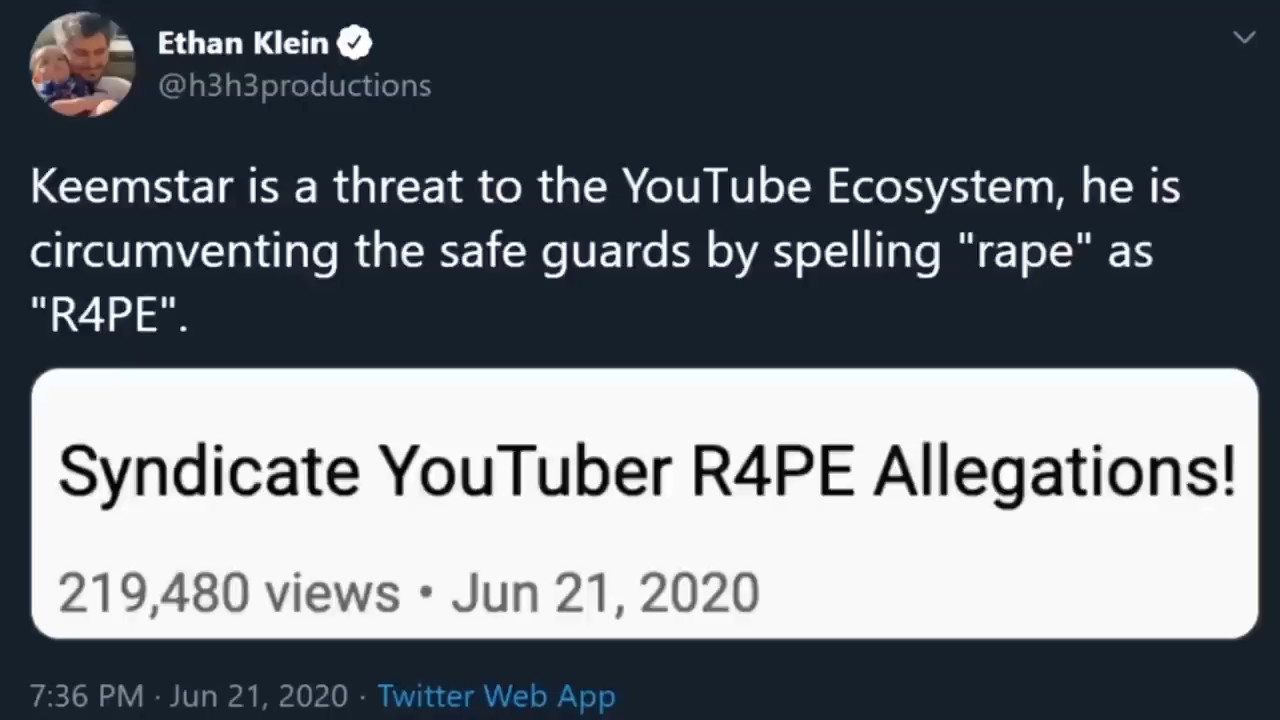 Ethan Klein
@h3h3productions
Keemstar is a threat to the YouTube Ecosystem, he is
circumventing the safe guards by spelling "rape" as
"R4PE".
Syndicate YouTuber R4PE Allegations!
219,480 views • Jun 21, 2020
7:36 PM · Jun 21, 2020 · Twitter Web App